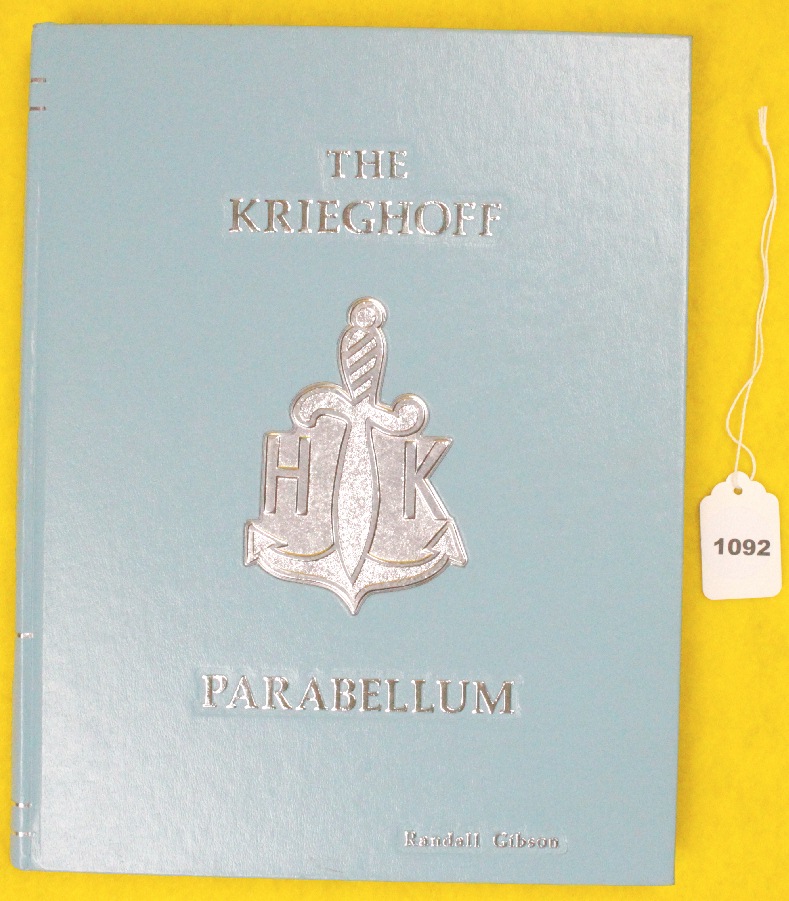 THE
KRIEGHOFF
H K
PARABELLUM
Randall Gibson
1092